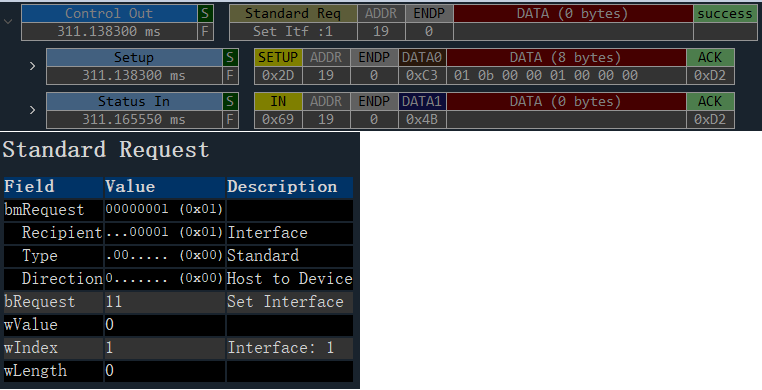 Control Out S Standard Req ADDR ENDP DATA (0 bytes) success
311.138300 ms F Set Itf :1 19 0
Setup S SETUP ADDR ENDP DATA0 DATA (8 bytes) ACK
311.138300 ms F 0x2D 19 0 0xC3 01 0b 00 00 01 00 00 00 0xD2
Status In S IN ADDR ENDP DATA1 DATA (0 bytes) ACK
311.165550 ms F 0x69 19 0 0x4B 0xD2
Standard Request
Field Value Description
bmRequest 00000001 (0x01)
Recipient ...00001 (0x01) Interface
Type .00..... (0x00) Standard
Direction 0....... (0x00) Host to Device
bRequest 11 Set Interface
wValue 0
wIndex 1 Interface: 1
wLength 0